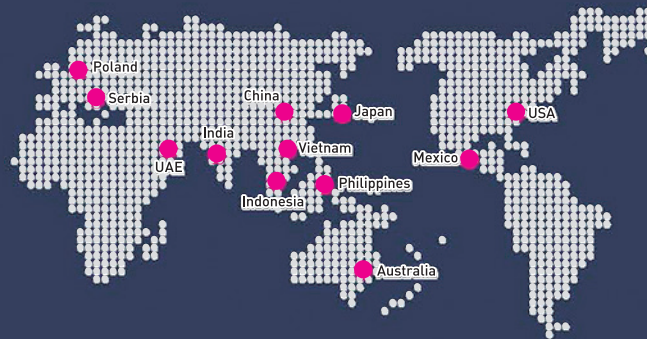 Poland
Serbia
China
Japan
USA
India
Vietnam
Mexico
UAE
Philippines
Indonesia
Australia